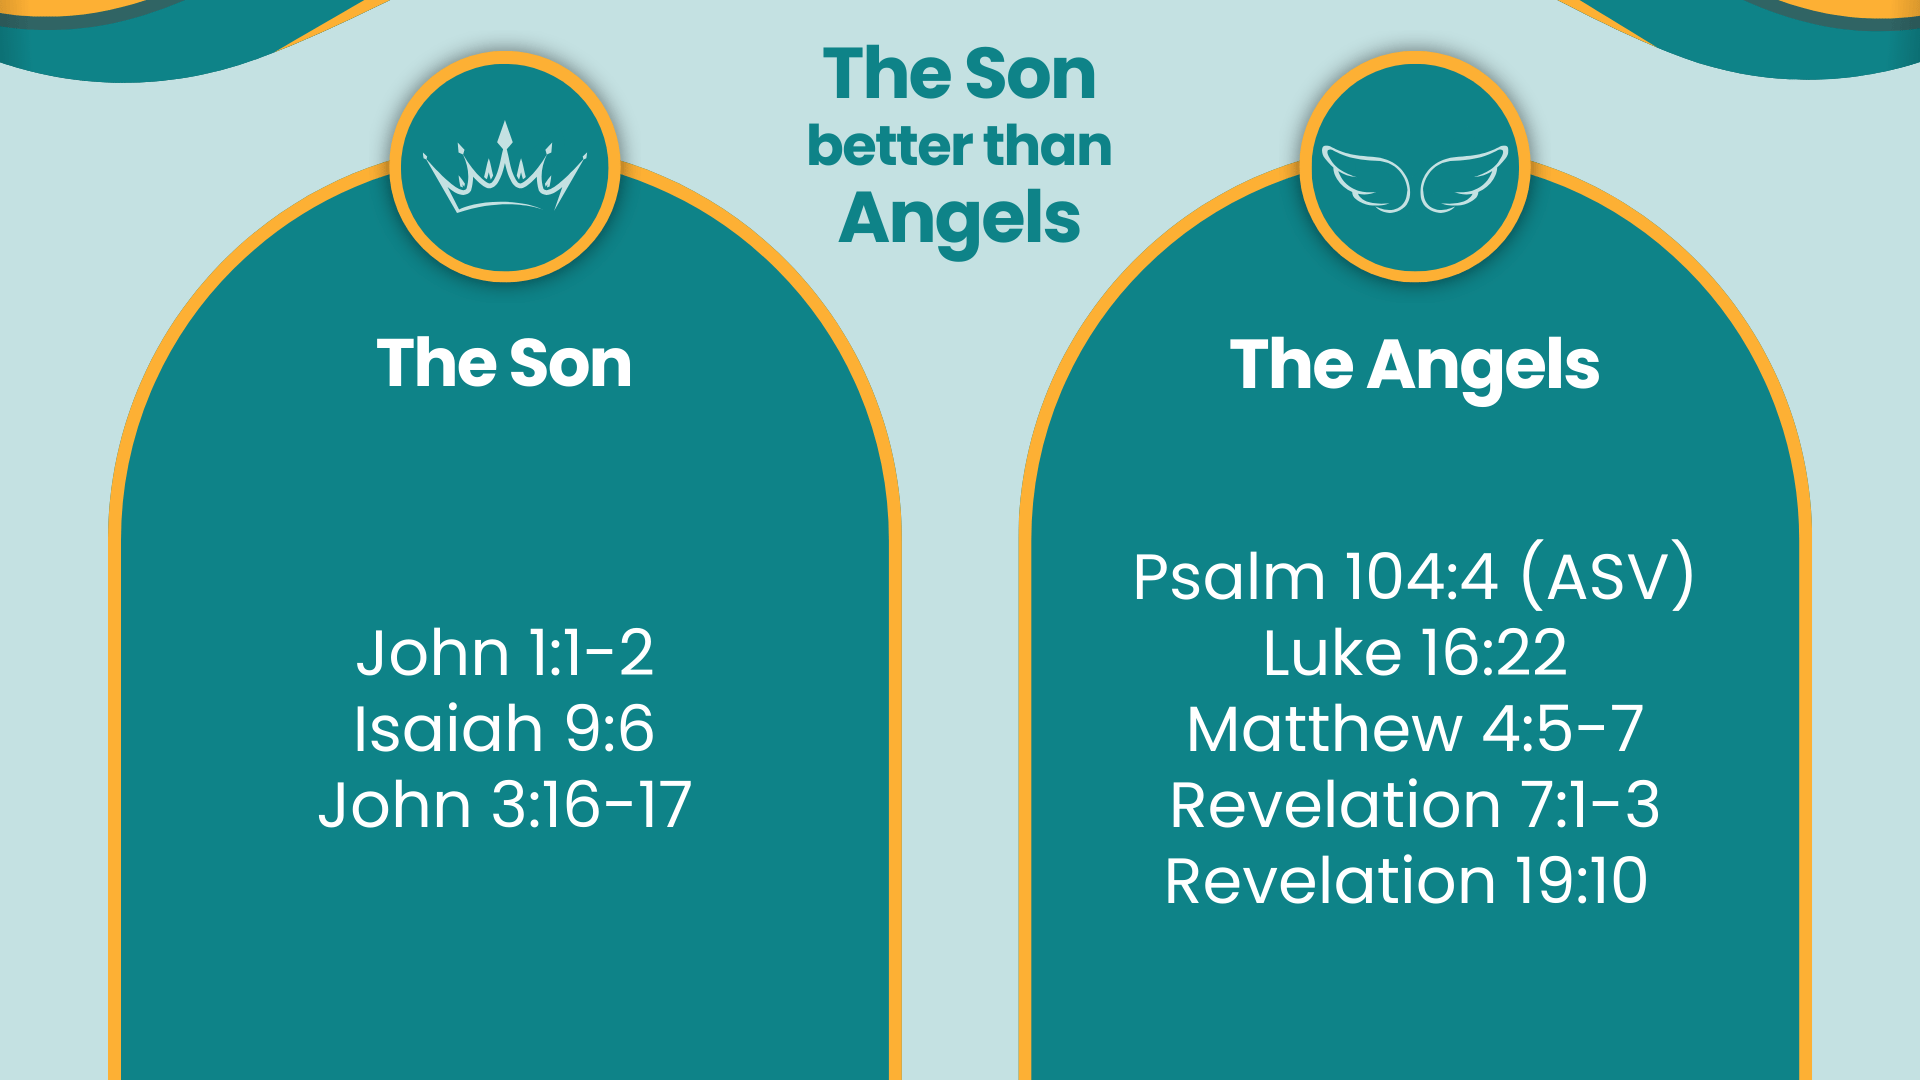 The Son
better than
Angels
The Son
John 1:1-2
Isaiah 9:6
John 3:16-17
The Angels
Psalm 104:4 (ASV)
Luke 16:22
Matthew 4:5-7
Revelation 7:1-3
Revelation 19:10